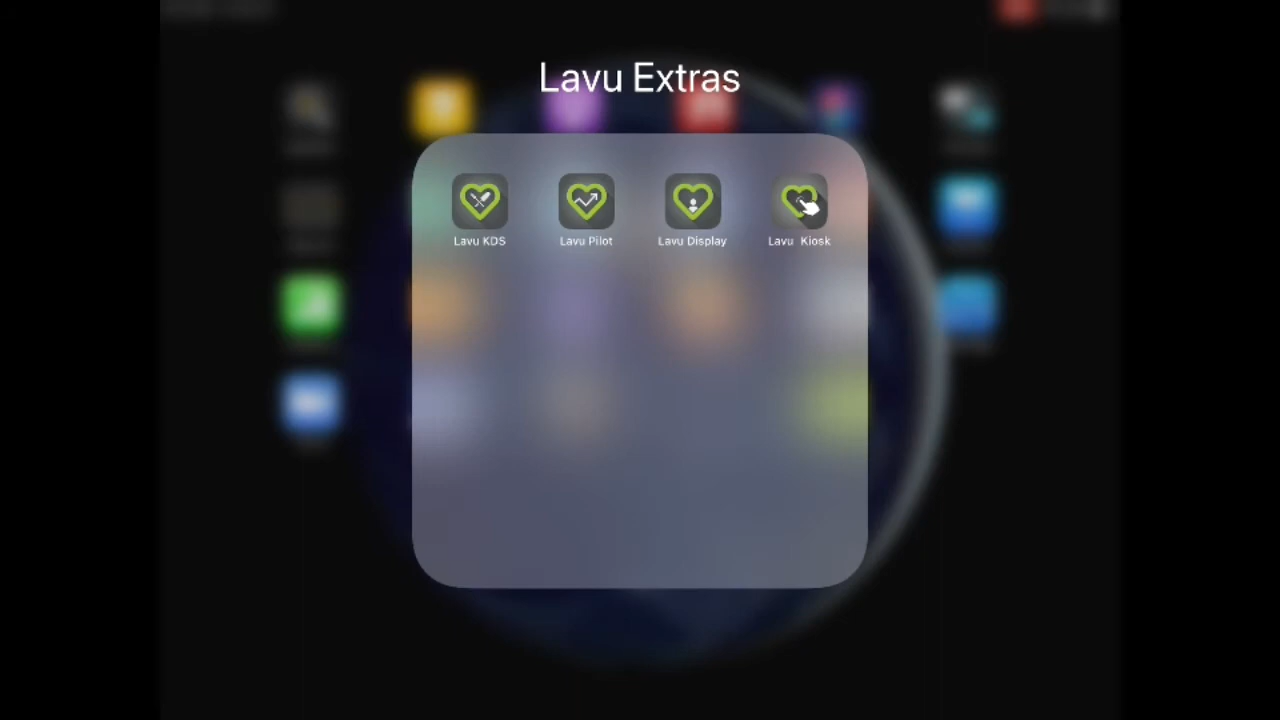 Lavu Extras
Lavu KDS
Lavu Pilot
Lavu Display
Lavu Kiosk